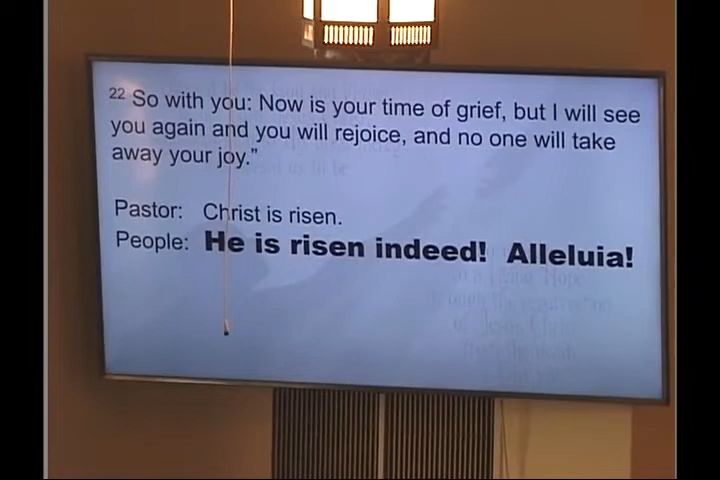 22 So with you: Now is your time of grief, but I will see
you again and you will rejoice, and no one will take
away your joy.”
Pastor: Christ is risen.
People: He is risen indeed! Alleluia!